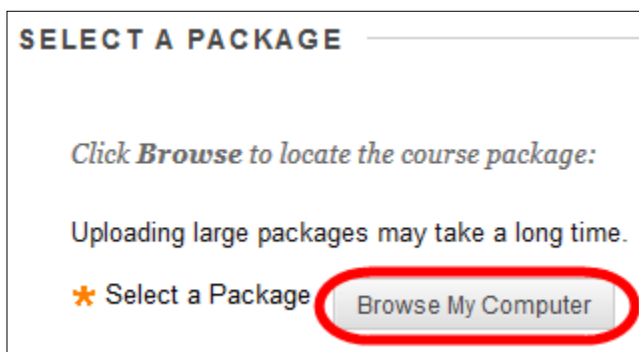 SELECT A PACKAGE
Click Browse to locate the course package:
Uploading large packages may take a long time.
* Select a Package
Browse My Computer